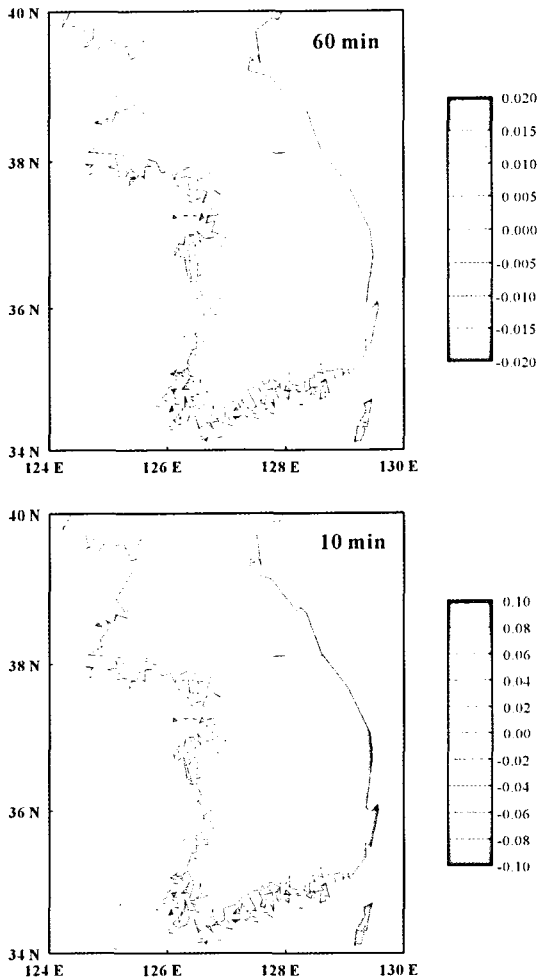 40 N
60 min
38 N
36 N
34 N
124 E
126 E
128 E
130 E
0.020
0.015
0.010
0.005
0.000
-0.005
-0.010
-0.015
-0.020
40 N
10 min
38 N
36 N
34 N
124 E
126 E
128 E
130 E
0.10
0.08
0.06
0.04
0.02
0.00
-0.02
-0.04
-0.06
-0.08
-0.10